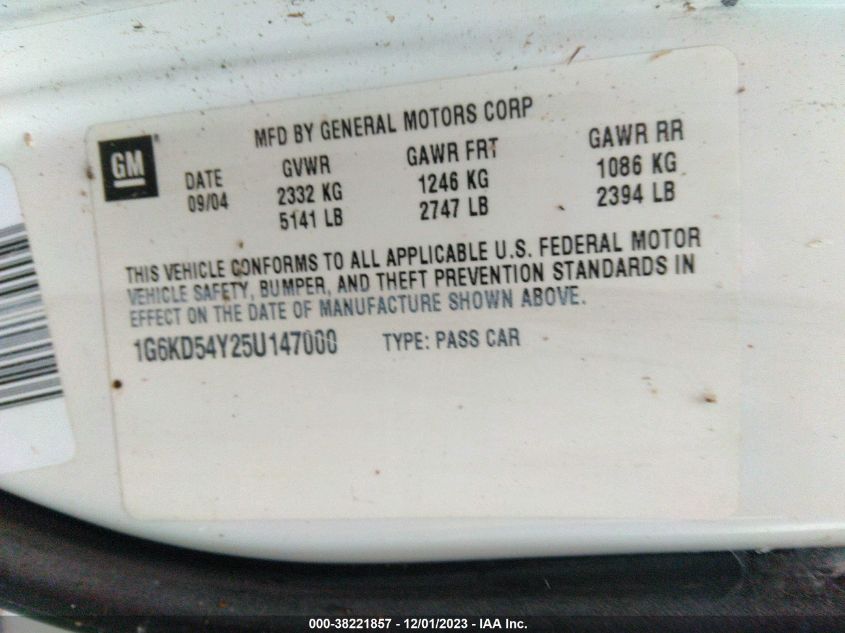 MFD BY GENERAL MOTORS CORP
GM
DATE GVWR GAWR FRT GAWR RR
09/04 2332 KG 1246 KG 1086 KG
5141 LB 2747 LB 2394 LB
THIS VEHICLE CONFORMS TO ALL APPLICABLE U.S. FEDERAL MOTOR
VEHICLE SAFETY, BUMPER, AND THEFT PREVENTION STANDARDS IN
EFFECT ON THE DATE OF MANUFACTURE SHOWN ABOVE.
1G6KD54Y25U147000 TYPE: PASS CAR
000-38221857 - 12/01/2023 - IAA Inc.